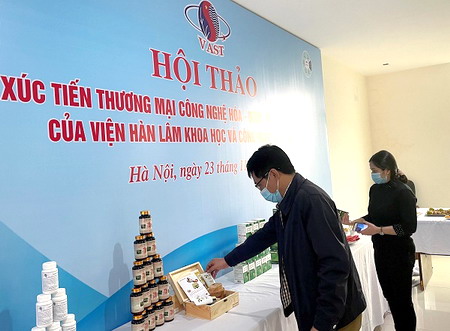 VAST
HỘI THẢO
XÚC TIẾN THƯƠNG MẠI CÔNG NGHỆ HÓA
CỦA VIỆN HÀN LÂM KHOA HỌC VÀ CÔNG
Hà Nội, ngày 23 tháng